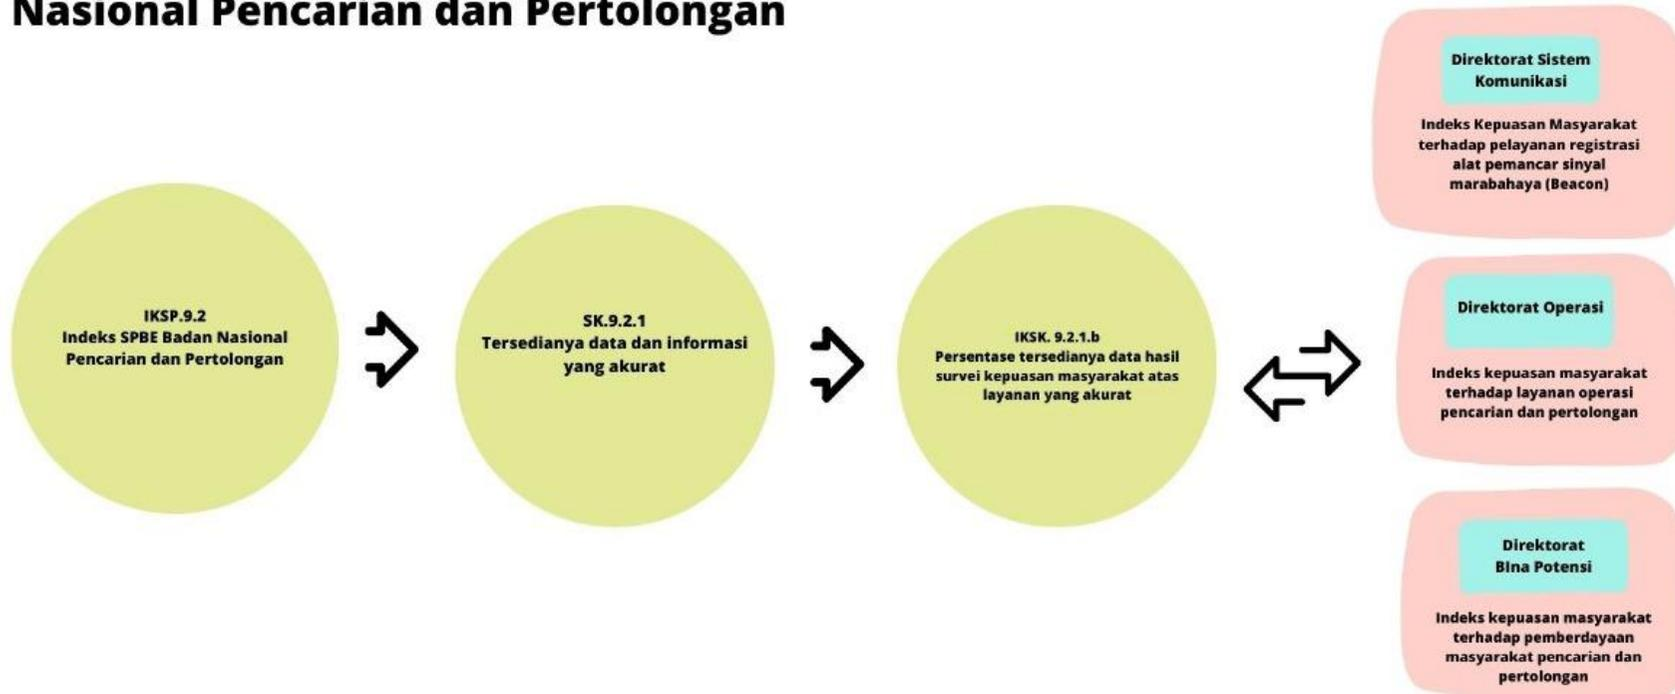 Nasional Pencarian dan Pertolongan
IKSP.9.2
Indeks SPBE Badan Nasional
Pencarian dan Pertolongan
SK.9.2.1
Tersedianya data dan informasi
yang akurat
IKSK. 9.2.1.b
Persentase tersedianya data hasil
survei kepuasan masyarakat atas
layanan yang akurat
Direktorat Sistem
Komunikasi
Indeks Kepuasan Masyarakat
terhadap pelayanan registrasi
alat pemancar sinyal
marabahaya (Beacon)
Direktorat Operasi
Indeks kepuasan masyarakat
terhadap layanan operasi
pencarian dan pertolongan
Direktorat
BIna Potensi
Indeks kepuasan masyarakat
terhadap pemberdayaan
masyarakat pencarian dan
pertolongan